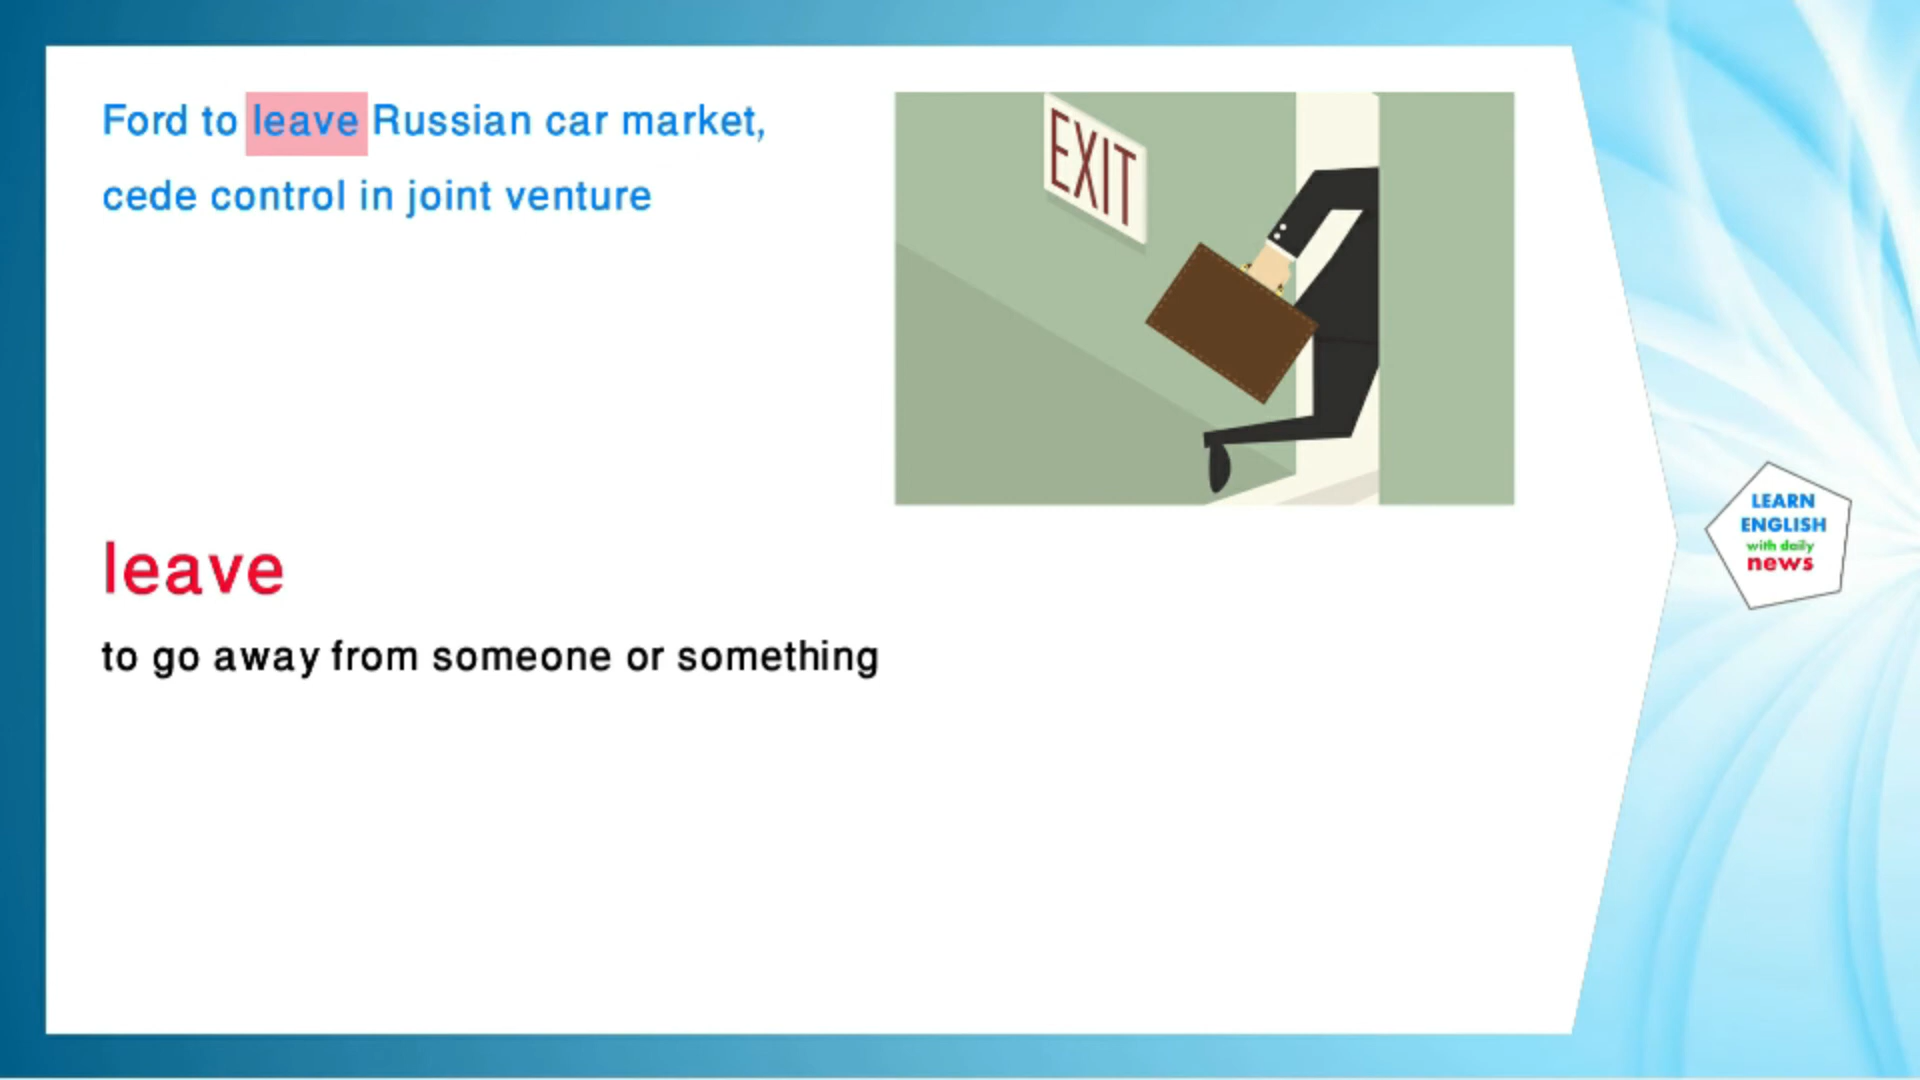 Ford to leave Russian car market,
cede control in joint venture
EXIT
leave
to go away from someone or something
LEARN
ENGLISH
with daily
news